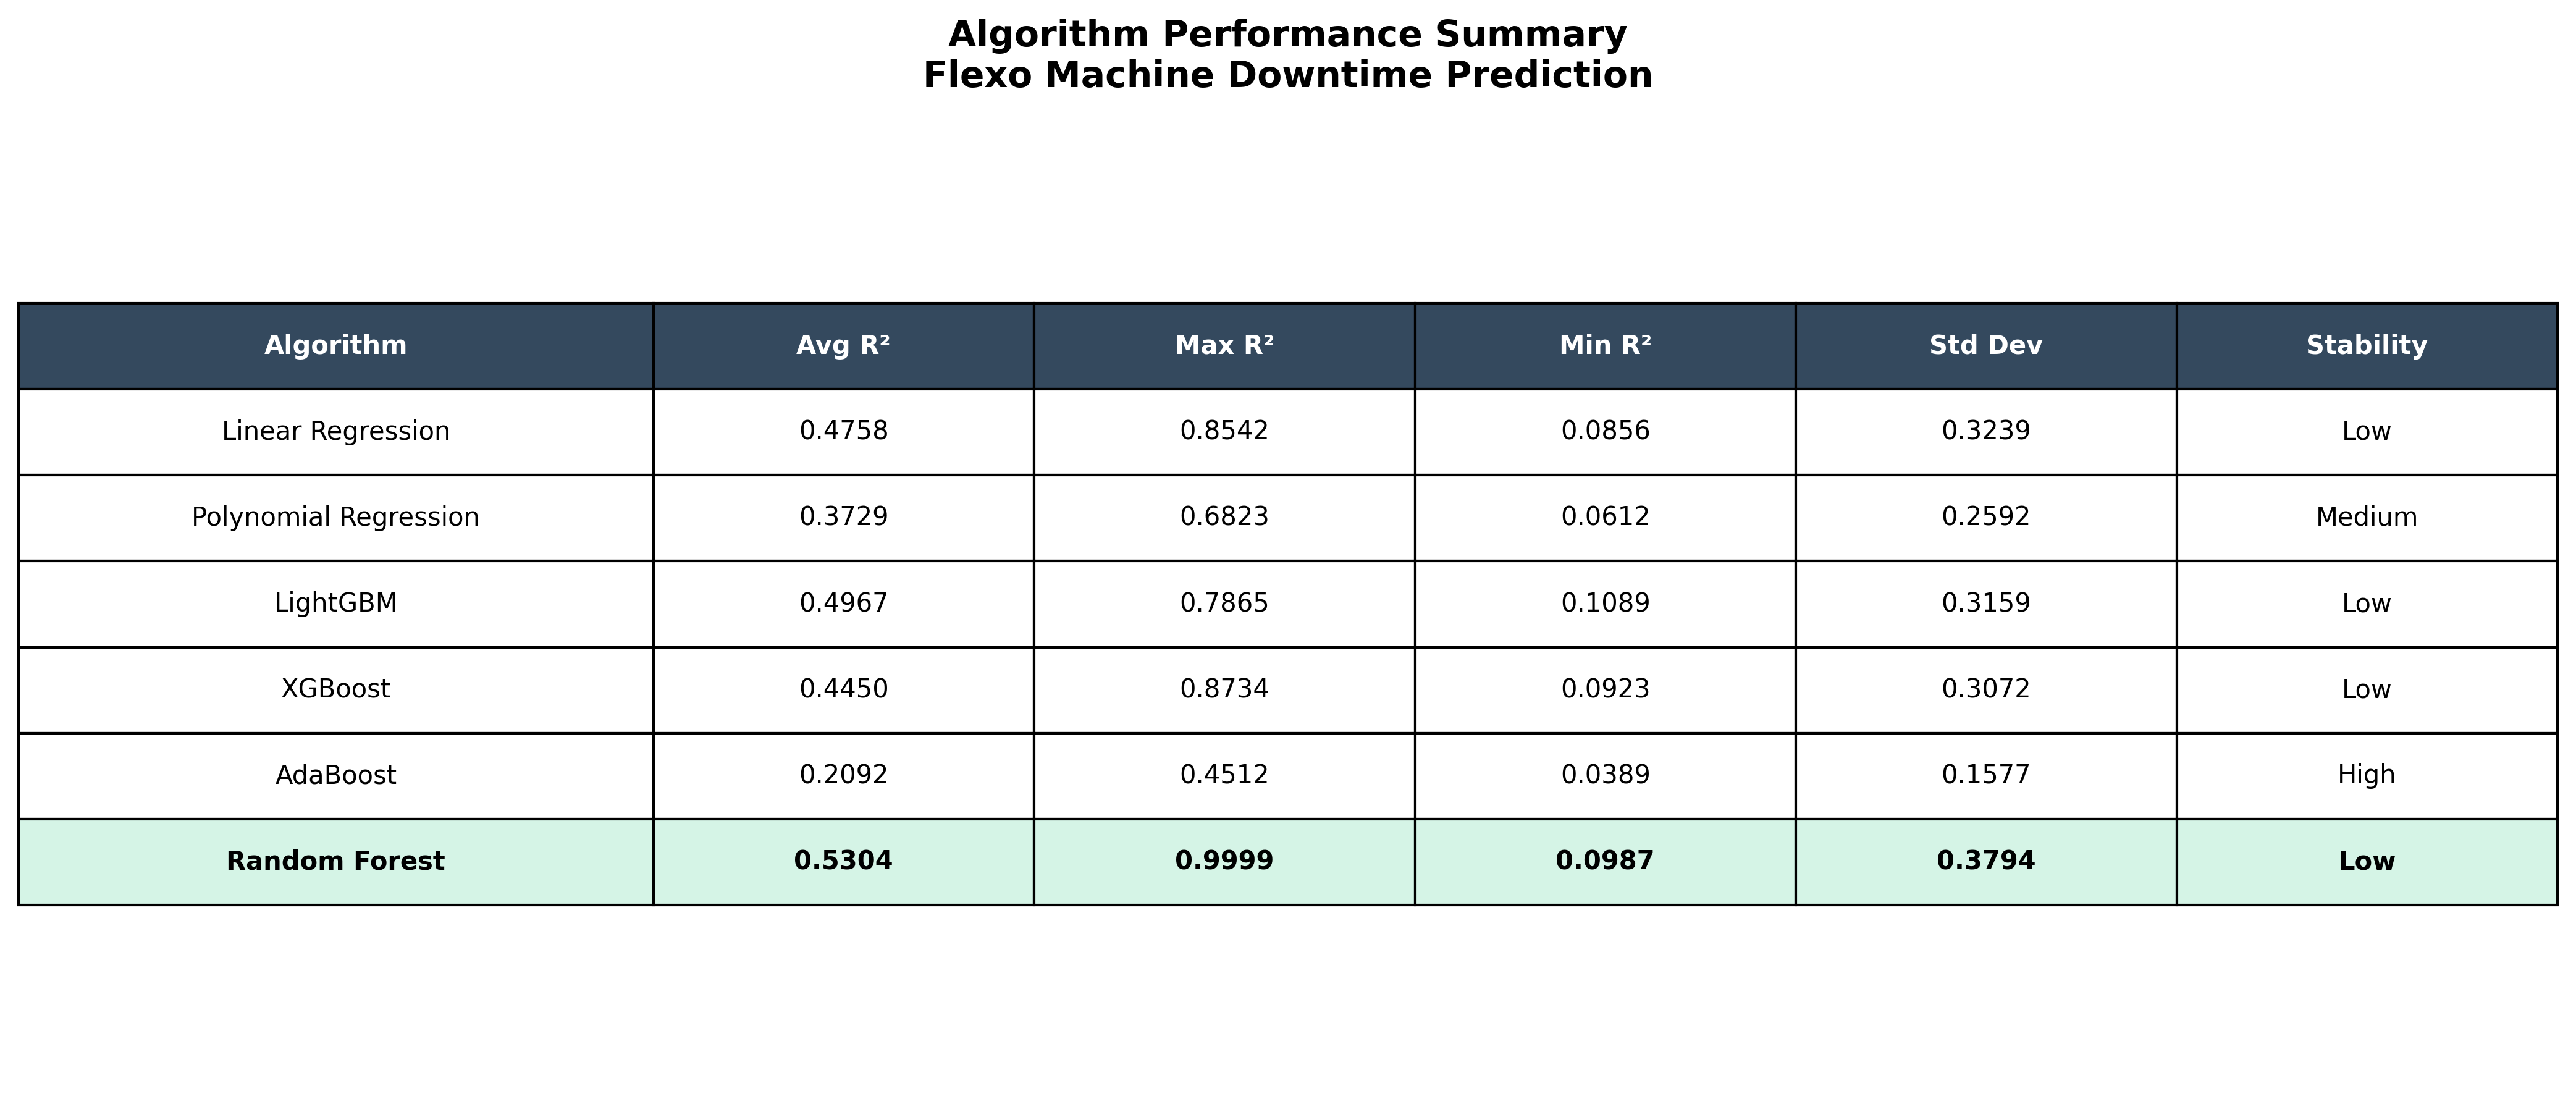 Algorithm Performance Summary
Flexo Machine Downtime Prediction
Algorithm Avg R² Max R² Min R² Std Dev Stability
Linear Regression 0.4758 0.8542 0.0856 0.3239 Low
Polynomial Regression 0.3729 0.6823 0.0612 0.2592 Medium
LightGBM 0.4967 0.7865 0.1089 0.3159 Low
XGBoost 0.4450 0.8734 0.0923 0.3072 Low
AdaBoost 0.2092 0.4512 0.0389 0.1577 High
Random Forest 0.5304 0.9999 0.0987 0.3794 Low